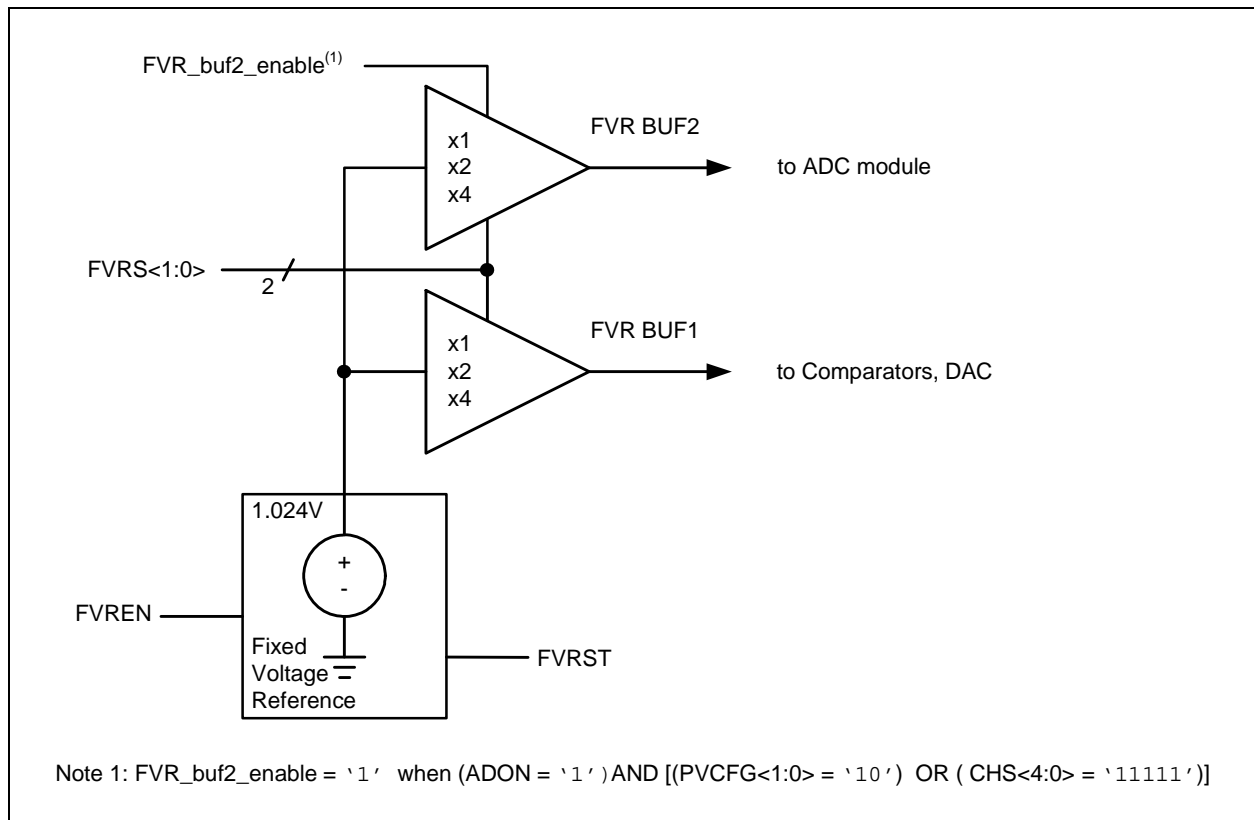 FVR_buf2_enable(1)
FVR BUF2
x1
x2
x4
to ADC module
FVRS<1:0>
2
FVR BUF1
x1
x2
x4
to Comparators, DAC
1.024V
+
-
FVREN
Fixed
Voltage
Reference
FVRST
Note 1: FVR_buf2_enable = ‘1’ when (ADON = ‘1’)AND [(PVCFG<1:0> = ‘10’) OR ( CHS<4:0> = ‘11111’)]